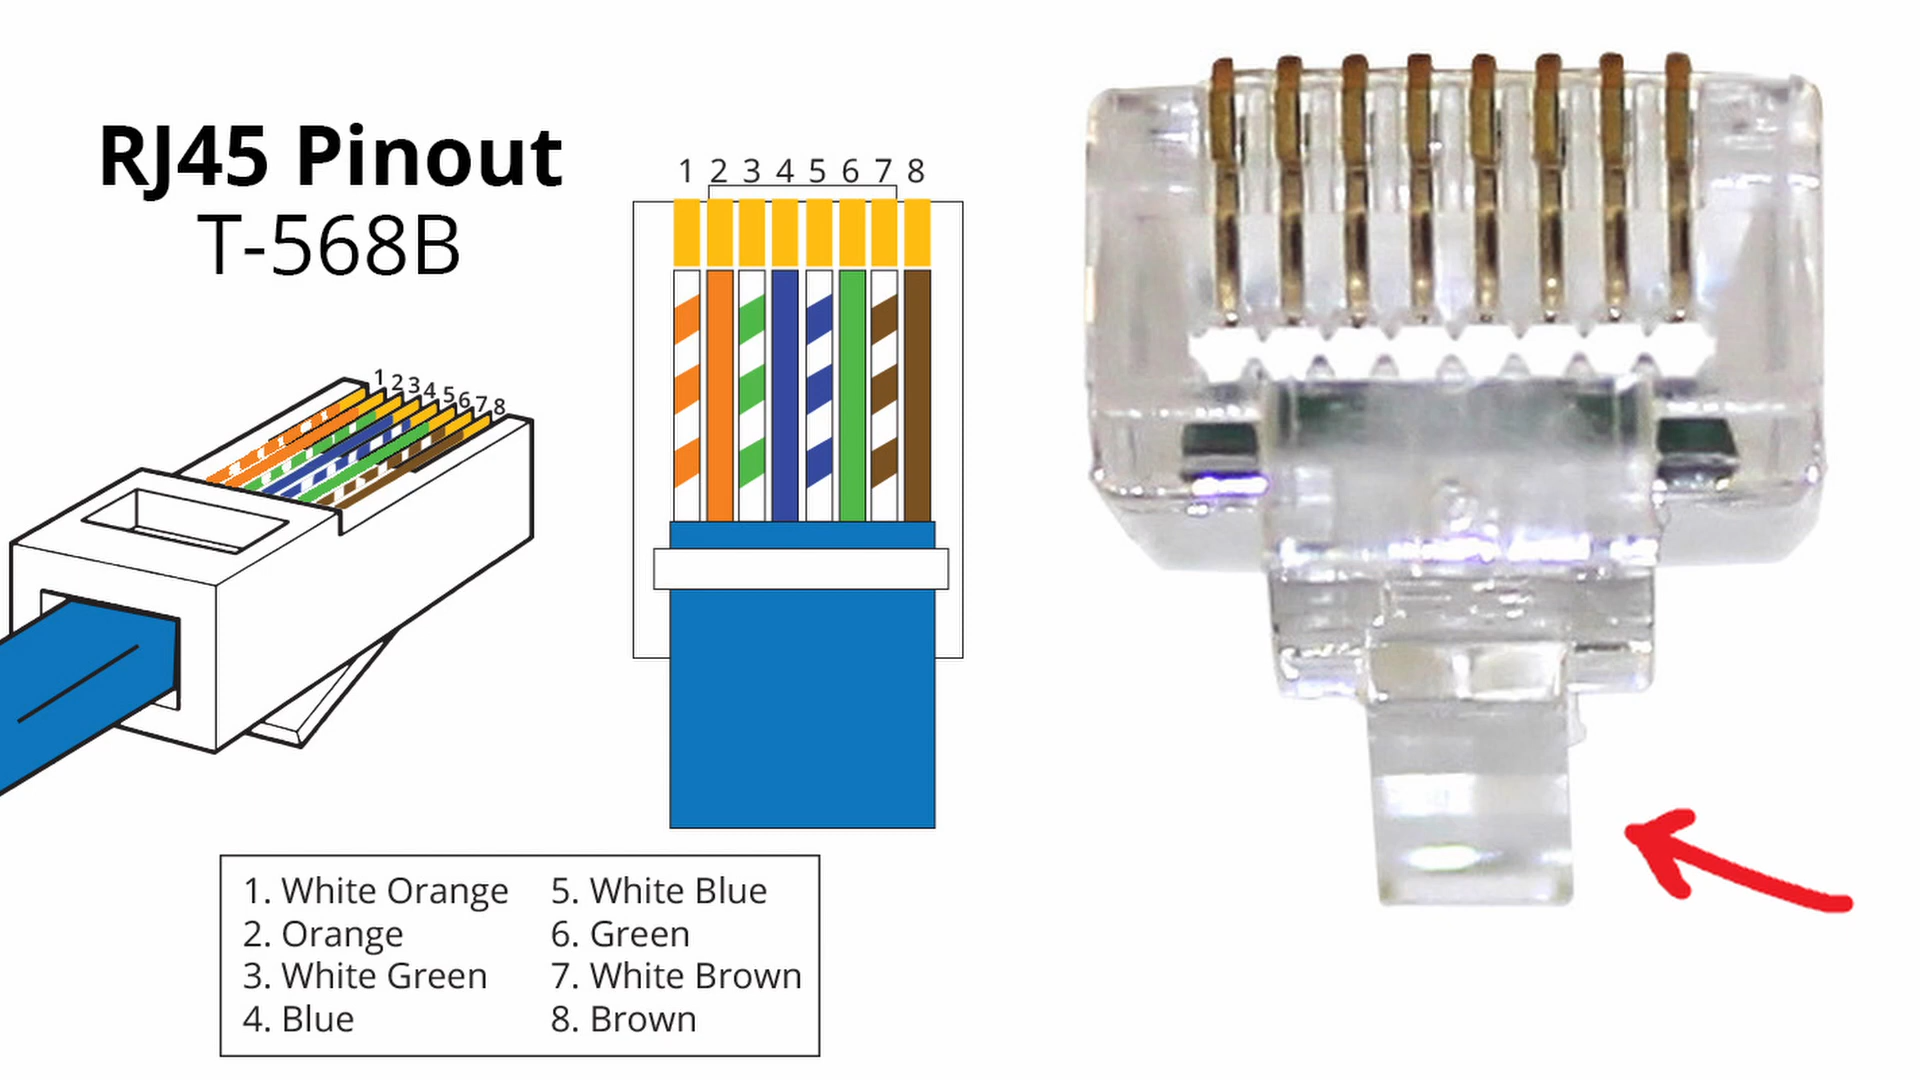 RJ45 Pinout
T-568B
1 2 3 4 5 6 7 8
1 2 3 4 5 6 7 8
1. White Orange
2. Orange
3. White Green
4. Blue
5. White Blue
6. Green
7. White Brown
8. Brown